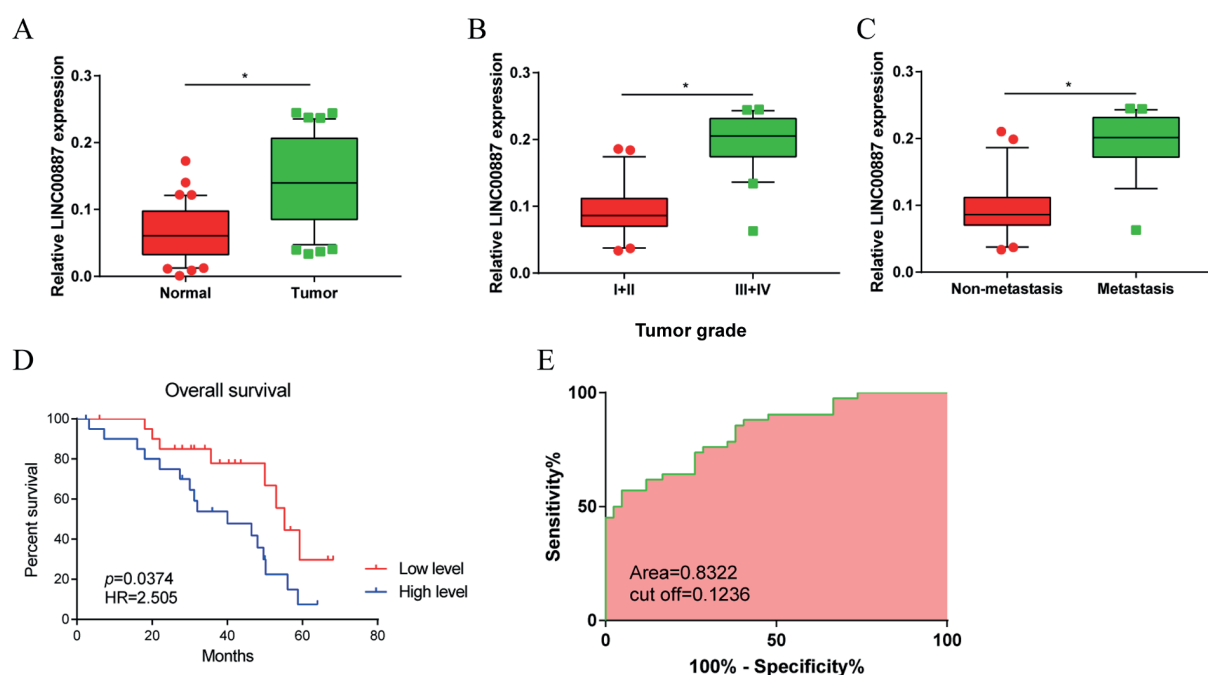 A
Relative LINC00887 expression
0.3
0.2
0.1
0.0
*
Normal
Tumor
B
Relative LINC00887 expression
0.3
0.2
0.1
0.0
*
I+II
III+IV
Tumor grade
C
Relative LINC00887 expression
0.3
0.2
0.1
0.0
*
Non-metastasis
Metastasis
D
Overall survival
Percent survival
100
80
60
40
20
0
p=0.0374
HR=2.505
Low level
High level
0
20
40
60
80
Months
E
Sensitivity%
100
50
0
Area=0.8322
cut off=0.1236
0
50
100
100% - Specificity%